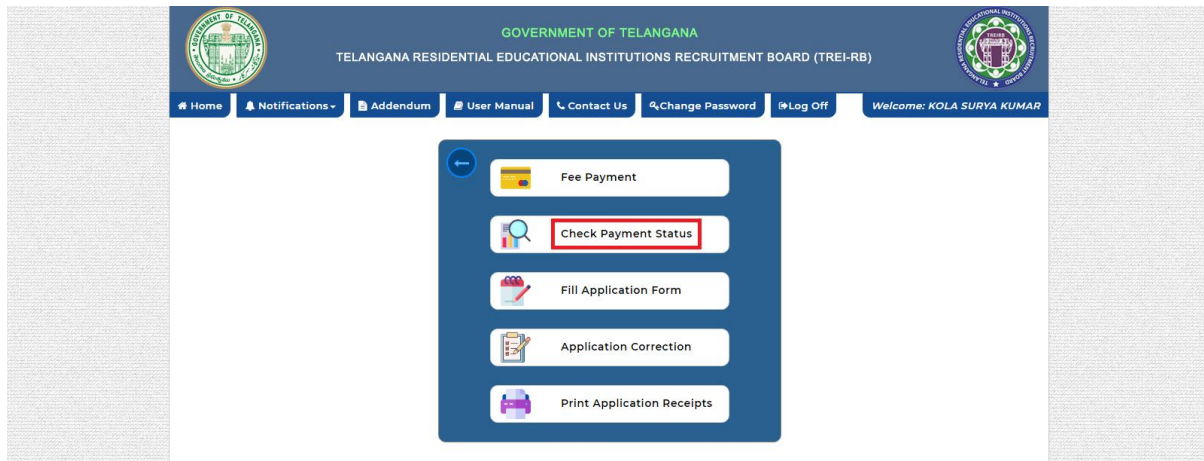 GOVERNMENT OF TELANGANA
TELANGANA RESIDENTIAL EDUCATIONAL INSTITUTIONS RECRUITMENT BOARD (TREI-RB)
Home Notifications Addendum User Manual Contact Us Change Password Log Off Welcome: KOLA SURYA KUMAR
Fee Payment
Check Payment Status
Fill Application Form
Application Correction
Print Application Receipts